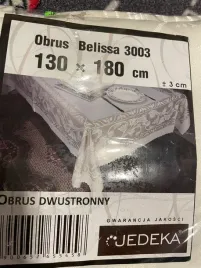 Obrus Belissa 3003
130 × 180 cm
± 3 cm
OBRUS DWUSTRONNY
GWARANCJA JAKOŚCI
JEDEKA